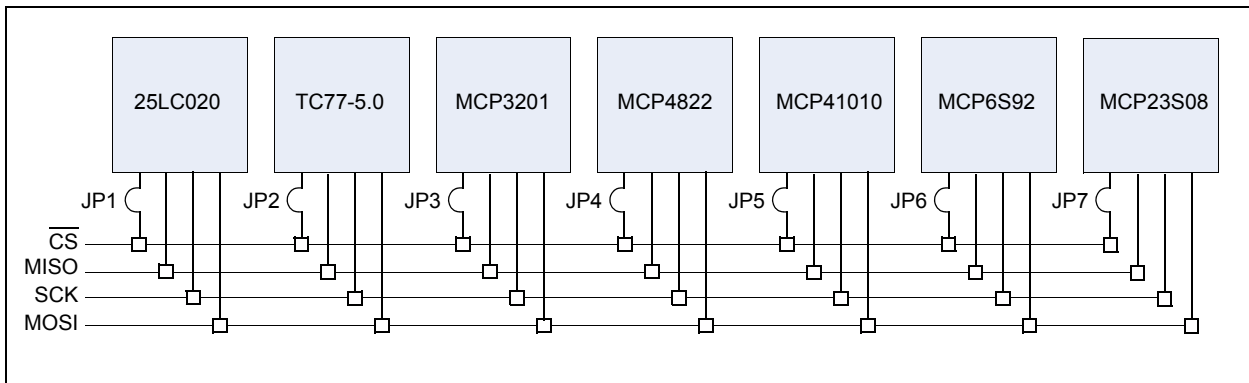 25LC020 TC77-5.0 MCP3201 MCP4822 MCP41010 MCP6S92 MCP23S08
JP1 JP2 JP3 JP4 JP5 JP6 JP7
CS
MISO
SCK
MOSI